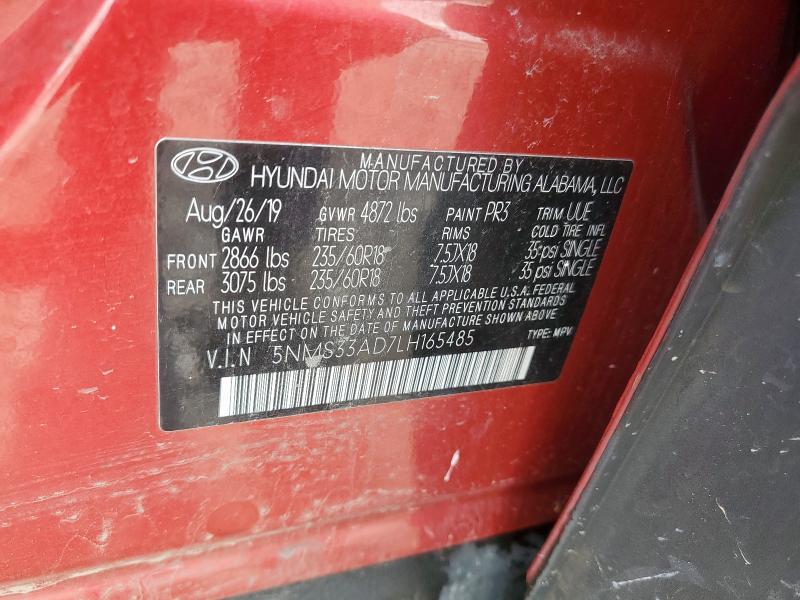 MANUFACTURED BY
HYUNDAI MOTOR MANUFACTURING ALABAMA, LLC
Aug/26/19 GVWR 4872 lbs PAINT PR3 TRIM UUE
GAWR TIRES RIMS COLD TIRE INFL
FRONT 2866 lbs 235/60R18 7.5JX18 35 psi SINGLE
REAR 3075 lbs 235/60R18 7.5JX18 35 psi SINGLE
THIS VEHICLE CONFORMS TO ALL APPLICABLE U.S.A. FEDERAL
MOTOR VEHICLE SAFETY AND THEFT PREVENTION STANDARDS
IN EFFECT ON THE DATE OF MANUFACTURE SHOWN ABOVE.
V.I.N 5NMS33AD7LH165485 TYPE: MPV